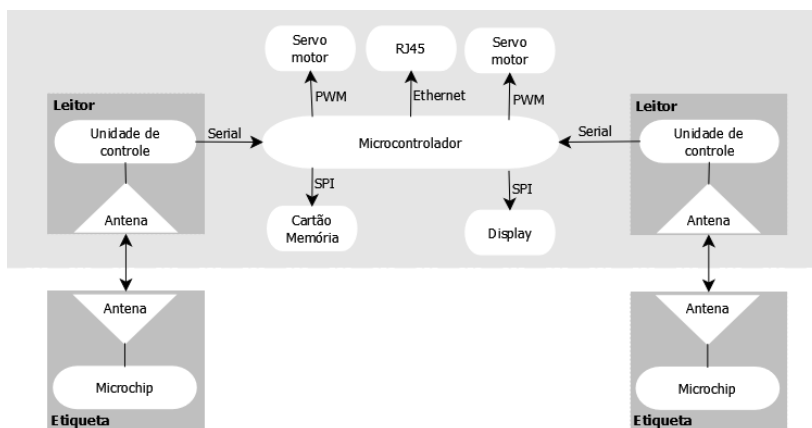 Servo
motor
RJ45
Servo
motor
PWM
Ethernet
PWM
Leitor
Unidade de
controle
Serial
Microcontrolador
Serial
Leitor
Unidade de
controle
SPI
SPI
Antena
Cartão
Memória
Display
Antena
Antena
Microchip
Etiqueta
Antena
Microchip
Etiqueta